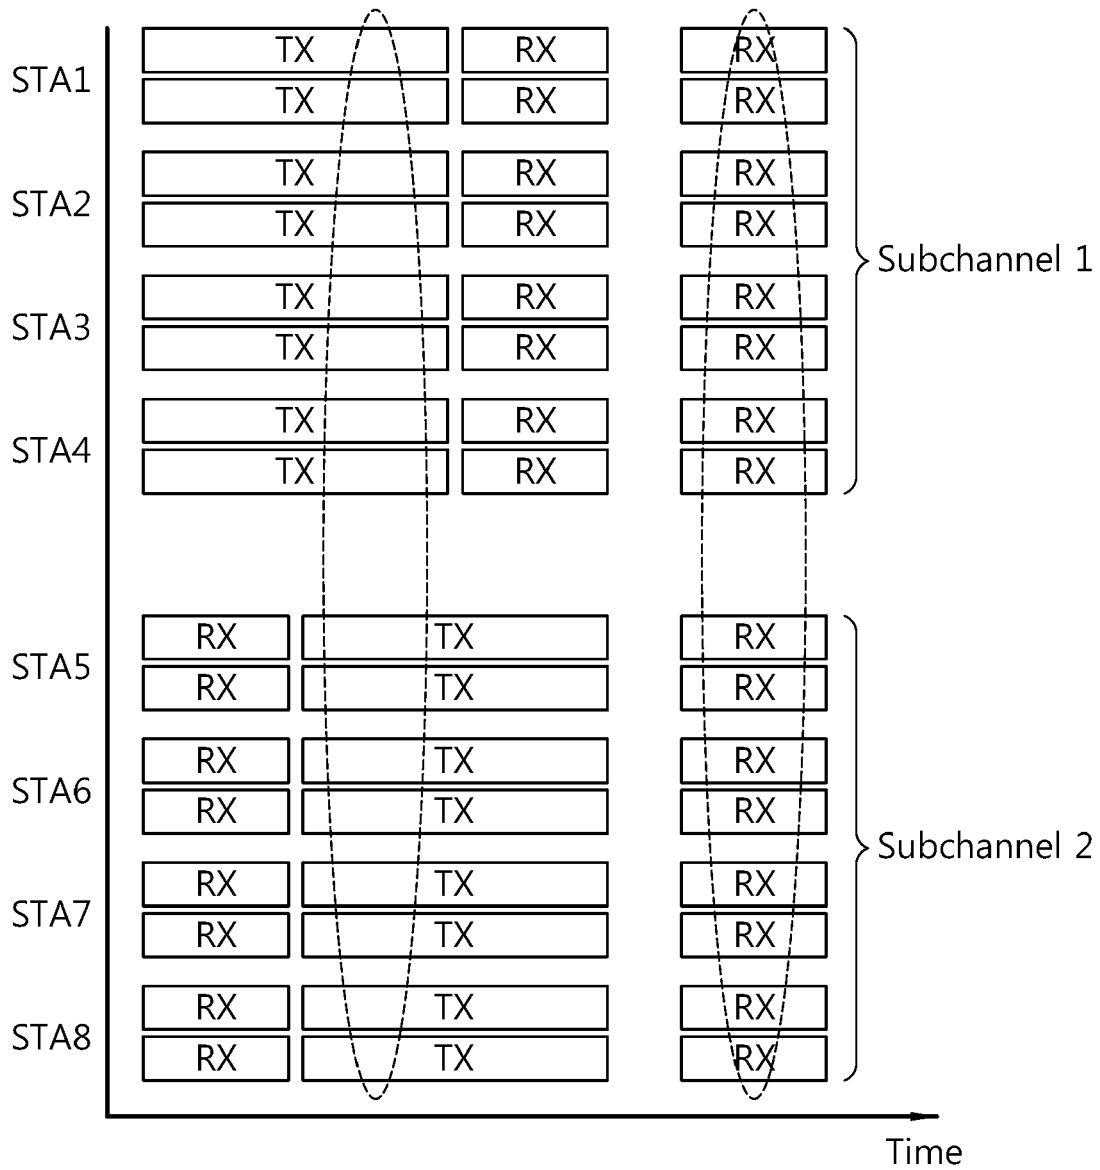 TX RX RX
STA1
TX RX RX
TX RX RX
STA2
TX RX RX
Subchannel 1
TX RX RX
STA3
TX RX RX
TX RX RX
STA4
TX RX RX
RX TX RX
STA5
RX TX RX
RX TX RX
STA6
RX TX RX
Subchannel 2
RX TX RX
STA7
RX TX RX
RX TX RX
STA8
RX TX RX
Time